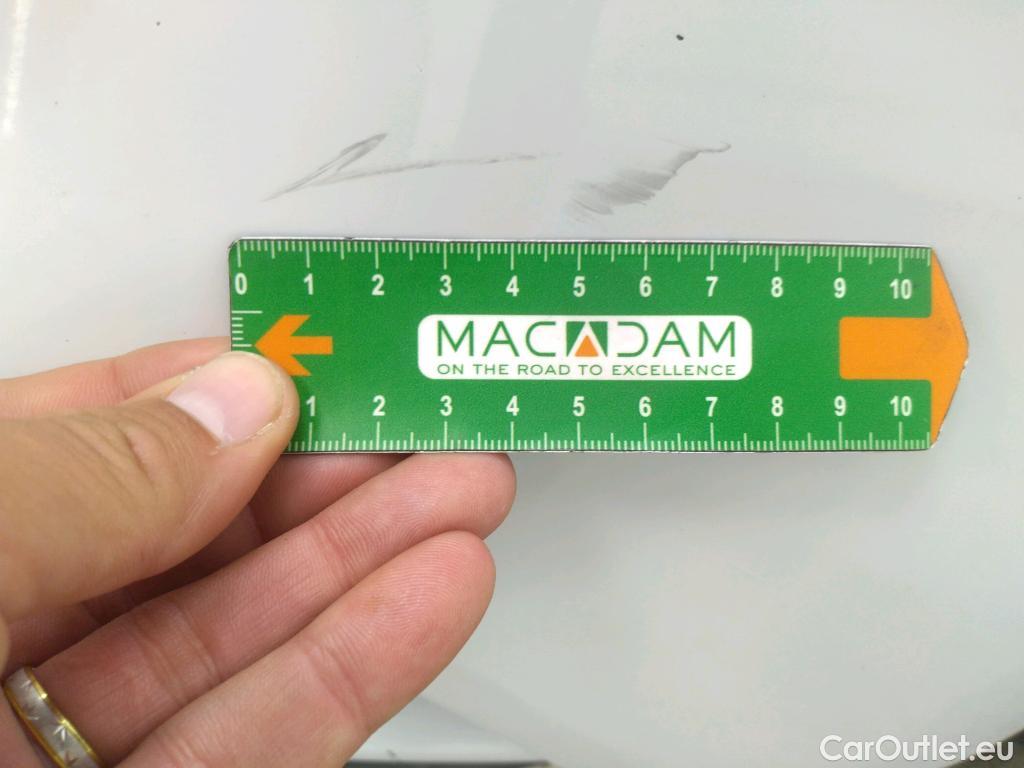 0 1 2 3 4 5 6 7 8 9 10
MACADAM
ON THE ROAD TO EXCELLENCE
1 2 3 4 5 6 7 8 9 10
CarOutlet.eu